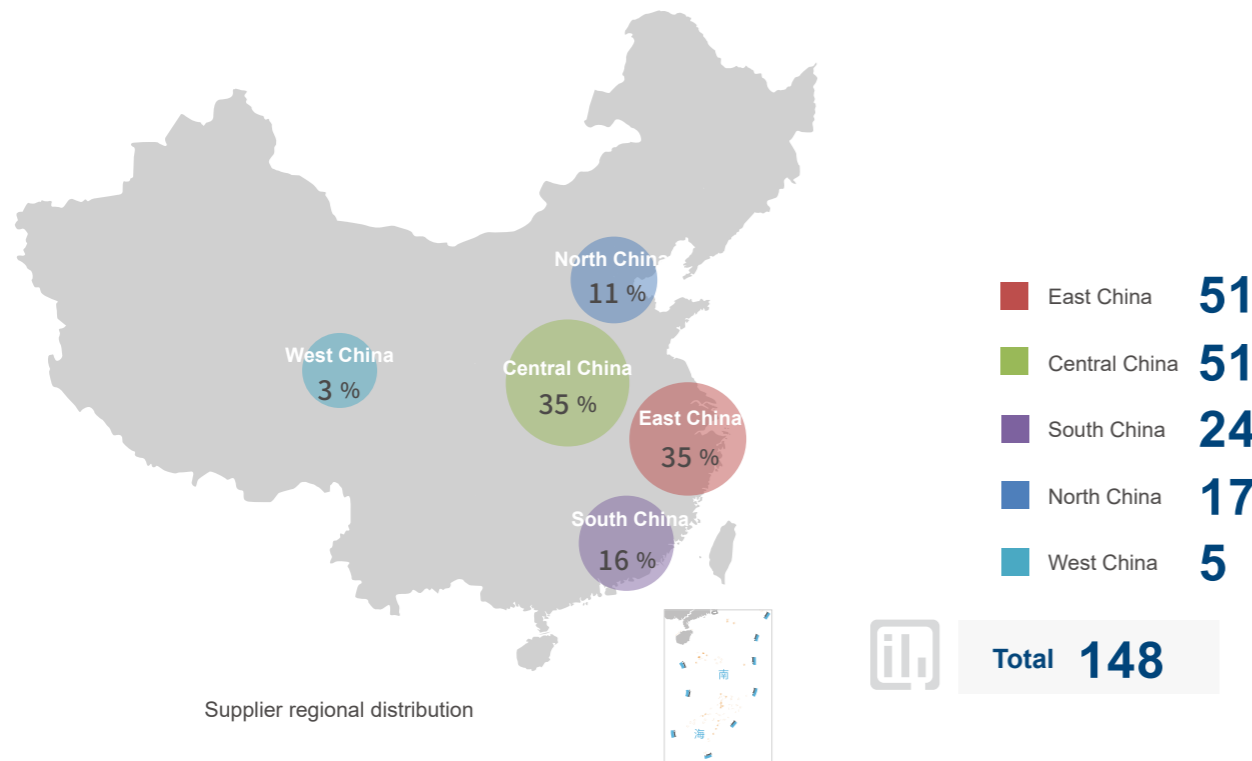 North China
11 %
West China
3 %
Central China
35 %
East China
35 %
South China
16 %
East China 51
Central China 51
South China 24
North China 17
West China 5
Total 148
南
海
Supplier regional distribution